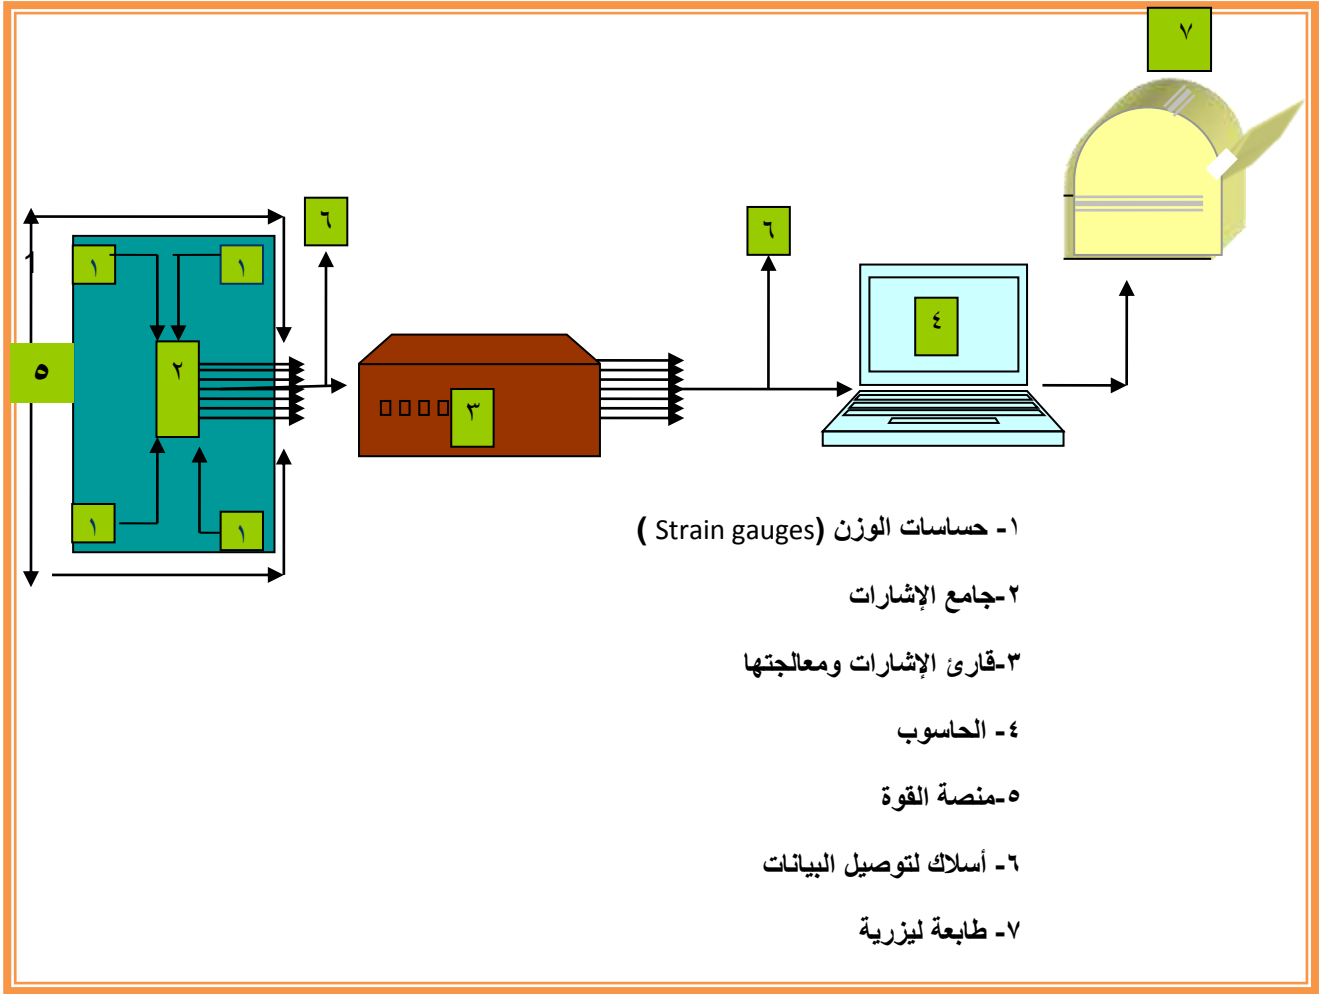 ٧
٦
٦
١
١
1
٤
٢
٥
٣
١
١
١- حساسات الوزن (Strain gauges )
٢-جامع الإشارات
٣-قارئ الإشارات ومعالجتها
٤- الحاسوب
٥-منصة القوة
٦- أسلاك لتوصيل البيانات
٧- طابعة ليزرية